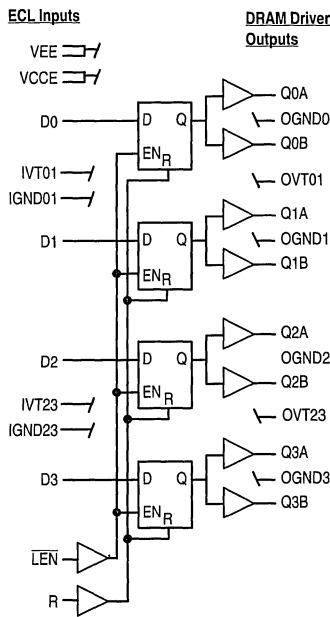 ECL Inputs
DRAM Driver
Outputs
VEE
VCCE
Q0A
D0
D
Q
OGND0
EN
R
Q0B
IVT01
OVT01
IGND01
Q1A
D1
D
Q
OGND1
EN
R
Q1B
Q2A
D2
D
Q
OGND2
EN
R
Q2B
IVT23
OVT23
IGND23
Q3A
D3
D
Q
OGND3
EN
R
Q3B
LEN
R